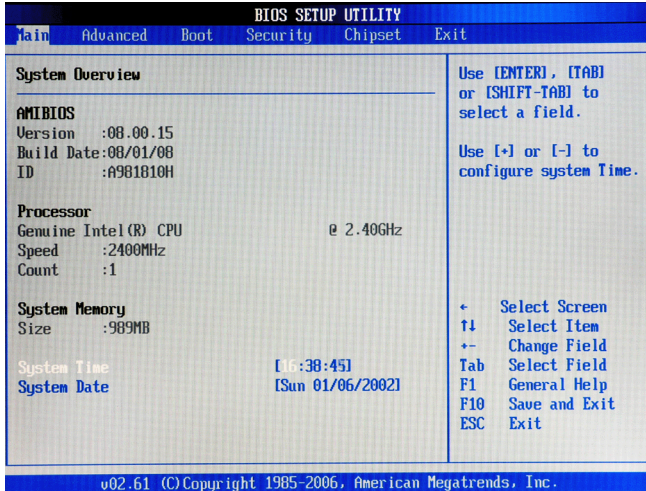 BIOS SETUP UTILITY
Main Advanced Boot Security Chipset Exit
System Overview
AMIBIOS
Version :08.00.15
Build Date:08/01/08
ID :A981810H
Processor
Genuine Intel(R) CPU @ 2.40GHz
Speed :2400MHz
Count :1
System Memory
Size :989MB
System Time [16:38:45]
System Date [Sun 01/06/2002]
Use [ENTER], [TAB]
or [SHIFT-TAB] to
select a field.
Use [+] or [-] to
configure system Time.
← Select Screen
↑↓ Select Item
+- Change Field
Tab Select Field
F1 General Help
F10 Save and Exit
ESC Exit
v02.61 (C)Copyright 1985-2006, American Megatrends, Inc.